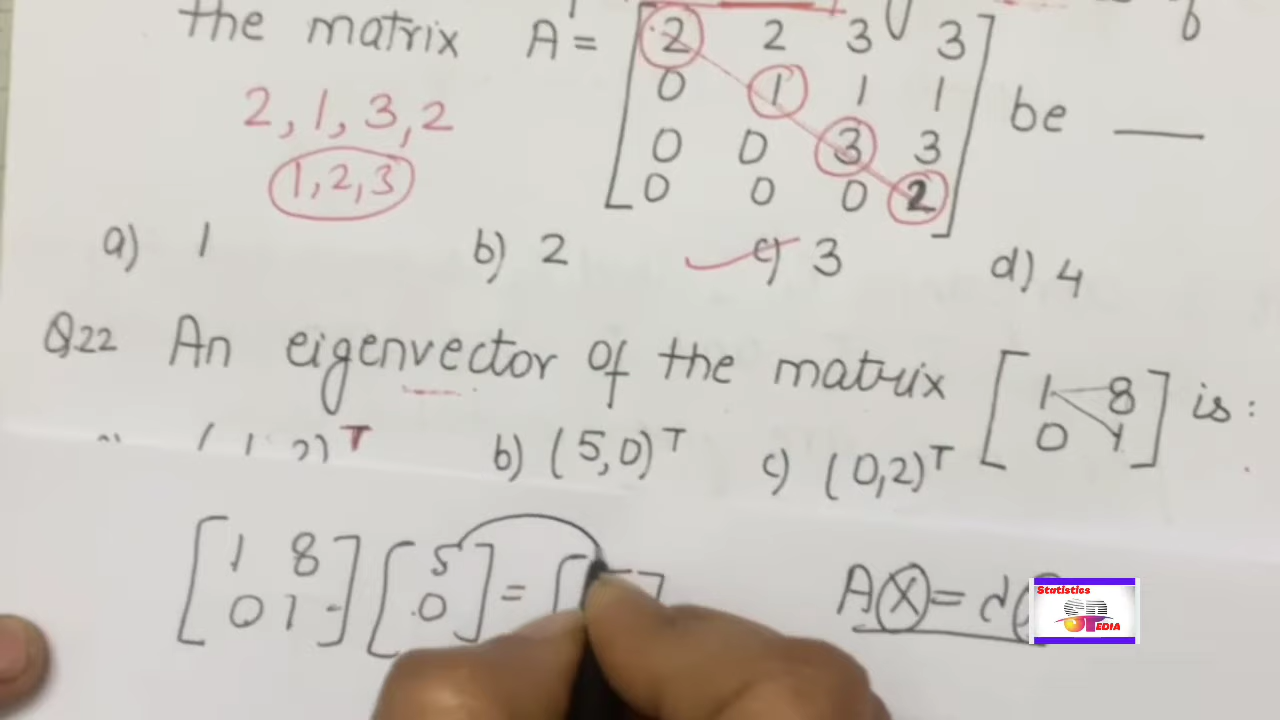 the matrix A = [2 2 3 3
0 1 1 1
be ___
0 0 3 3
0 0 0 2]
2, 1, 3, 2
1, 2, 3
a) 1 b) 2 c) 3 d) 4
Q22 An eigenvector of the matrix [1 8
0 1] is :
b) (5,0)ᵀ c) (0,2)ᵀ
[1 8
0 1] [5
0] = [
A(X) = d(
Statistics
PEDIA